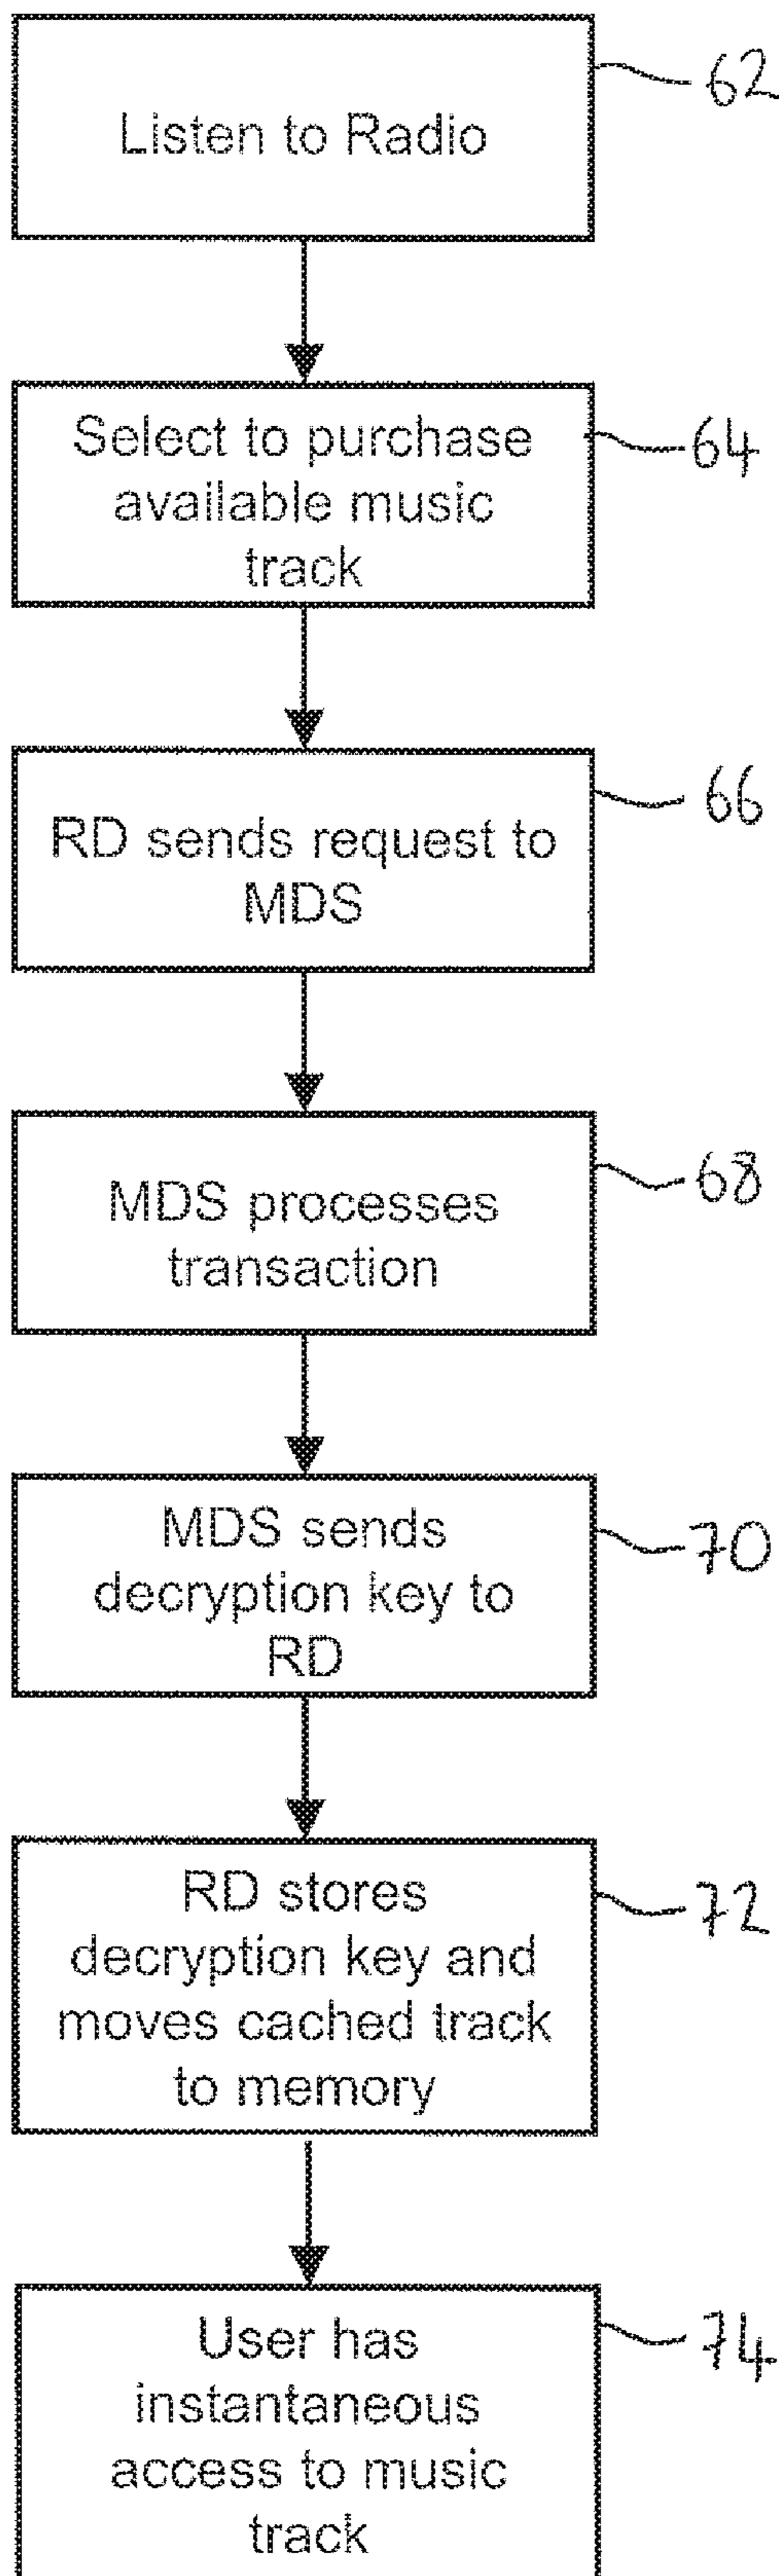 Listen to Radio
62
Select to purchase
available music
track
64
RD sends request to
MDS
66
MDS processes
transaction
68
MDS sends
decryption key to
RD
70
RD stores
decryption key and
moves cached track
to memory
72
User has
instantaneous
access to music
track
74